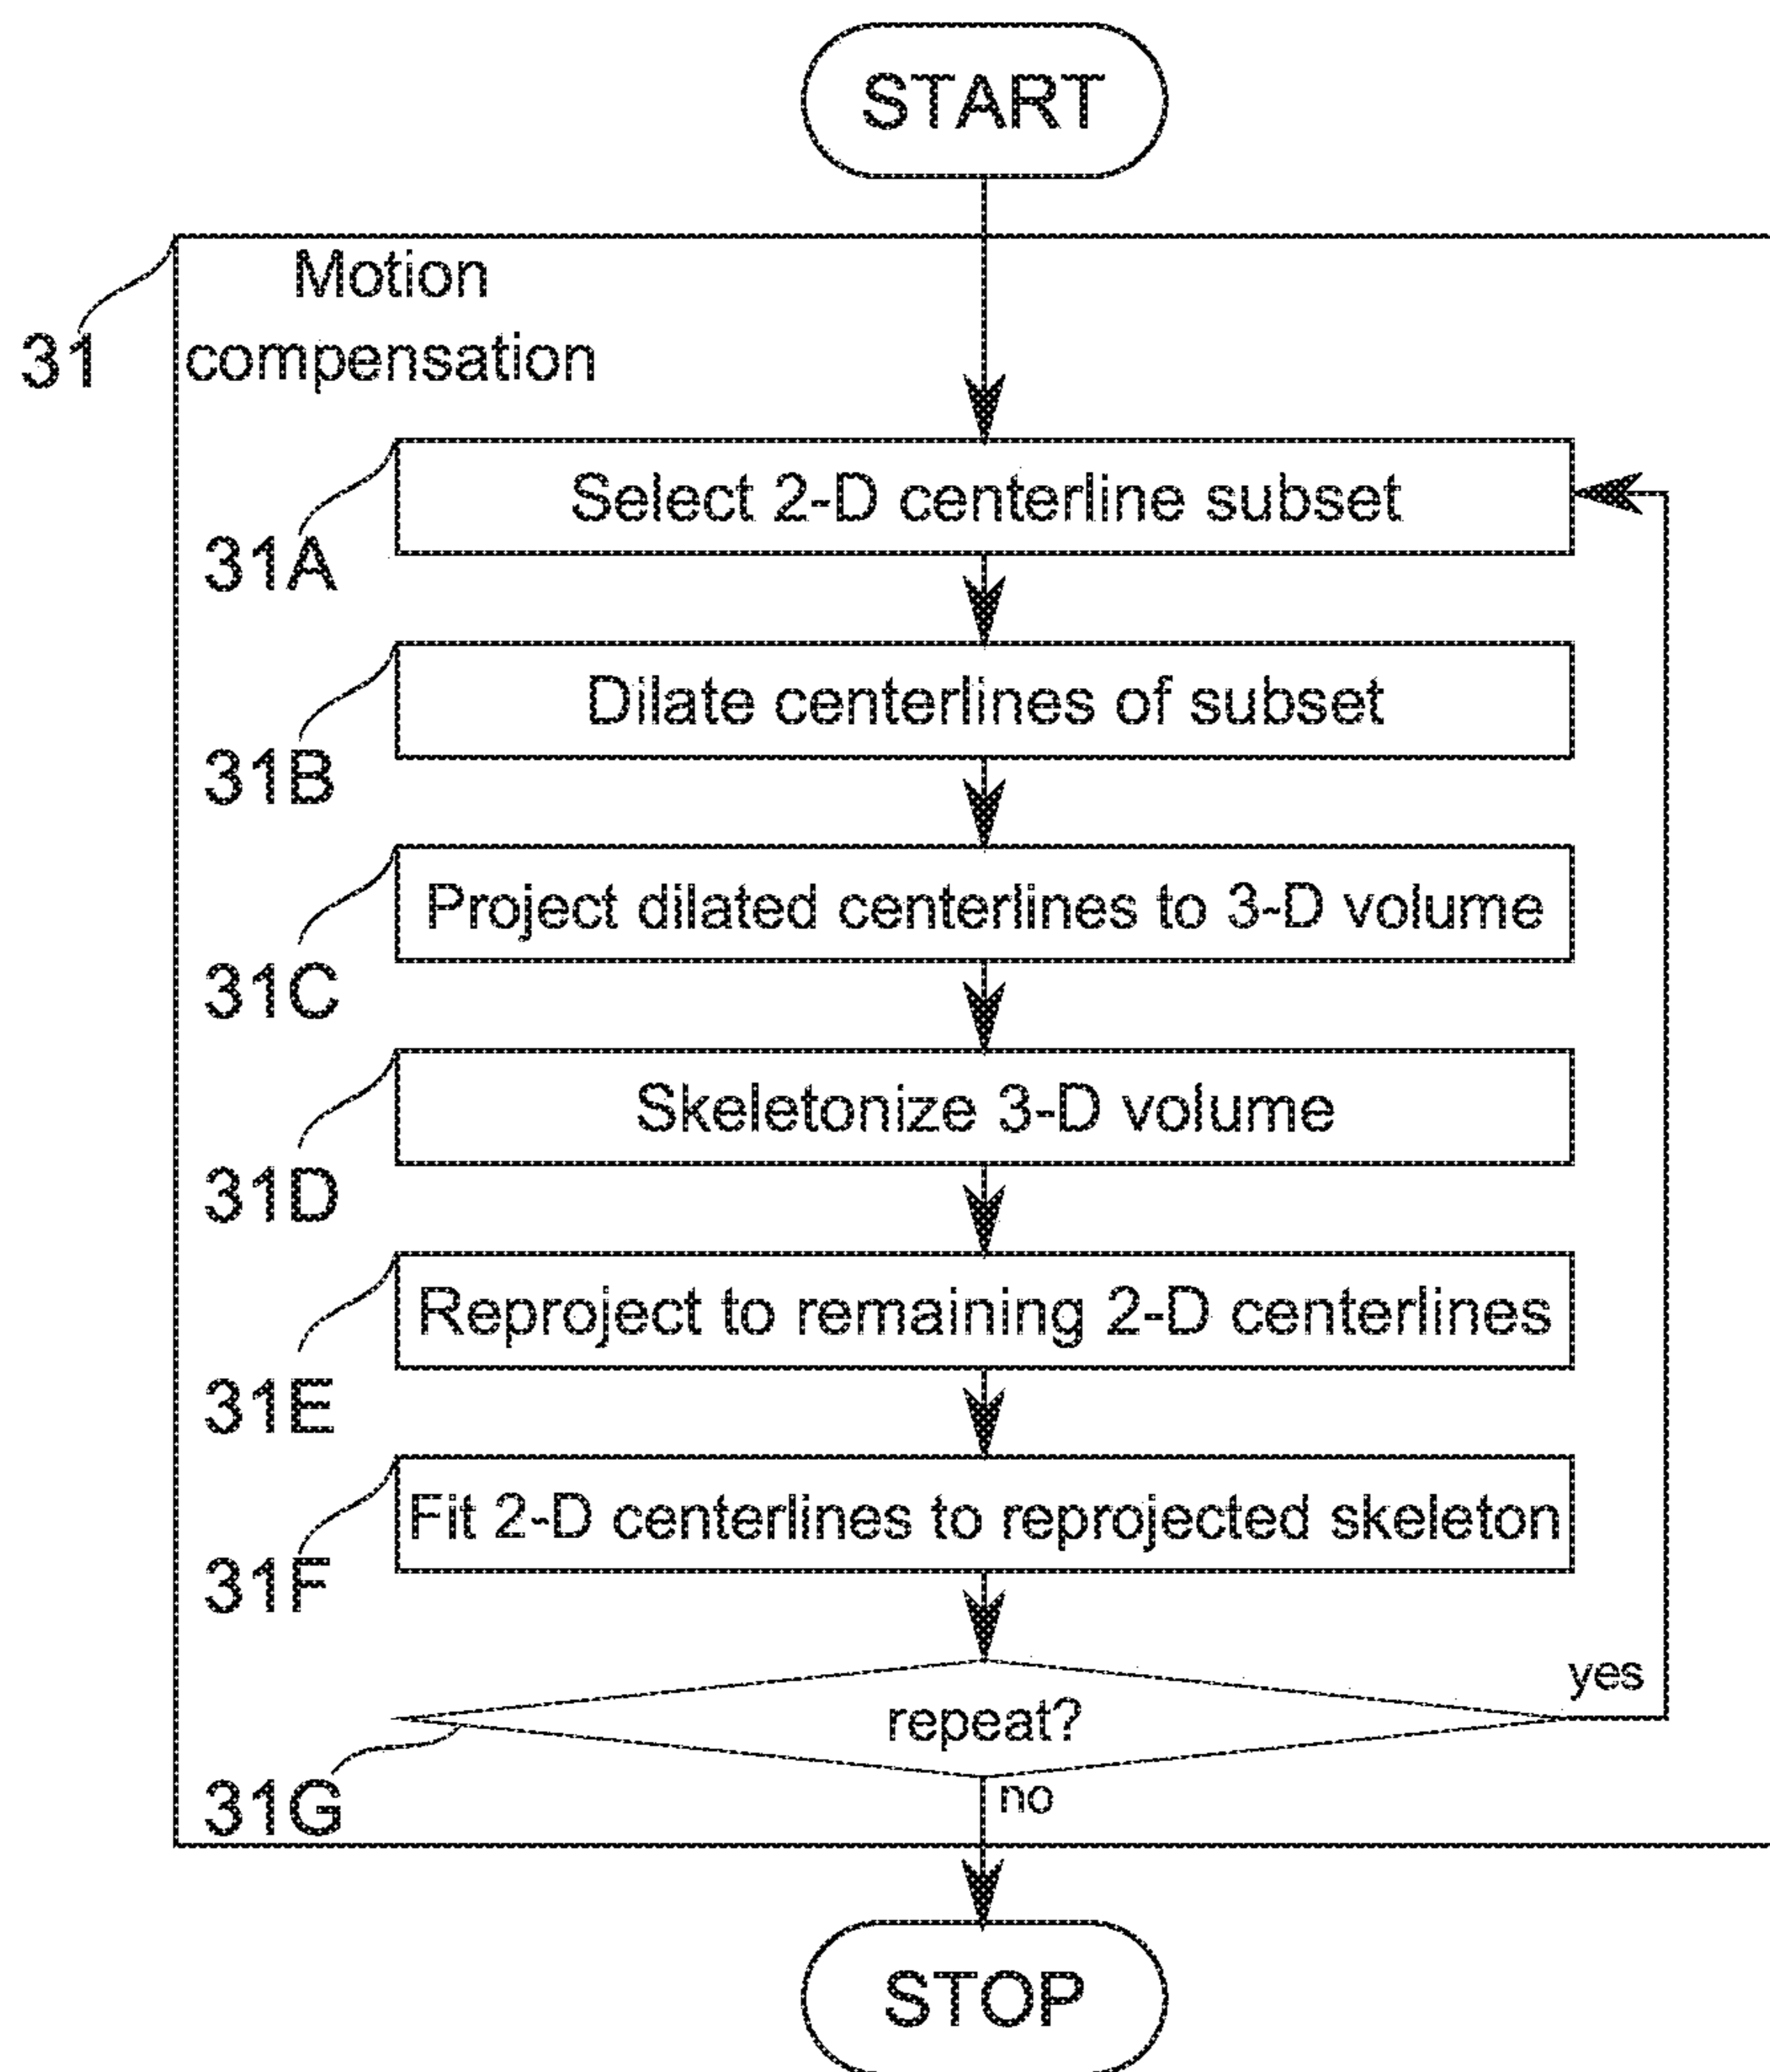 START
Motion
compensation
31
Select 2-D centerline subset
31A
Dilate centerlines of subset
31B
Project dilated centerlines to 3-D volume
31C
Skeletonize 3-D volume
31D
Reproject to remaining 2-D centerlines
31E
Fit 2-D centerlines to reprojected skeleton
31F
yes
repeat?
31G
no
STOP